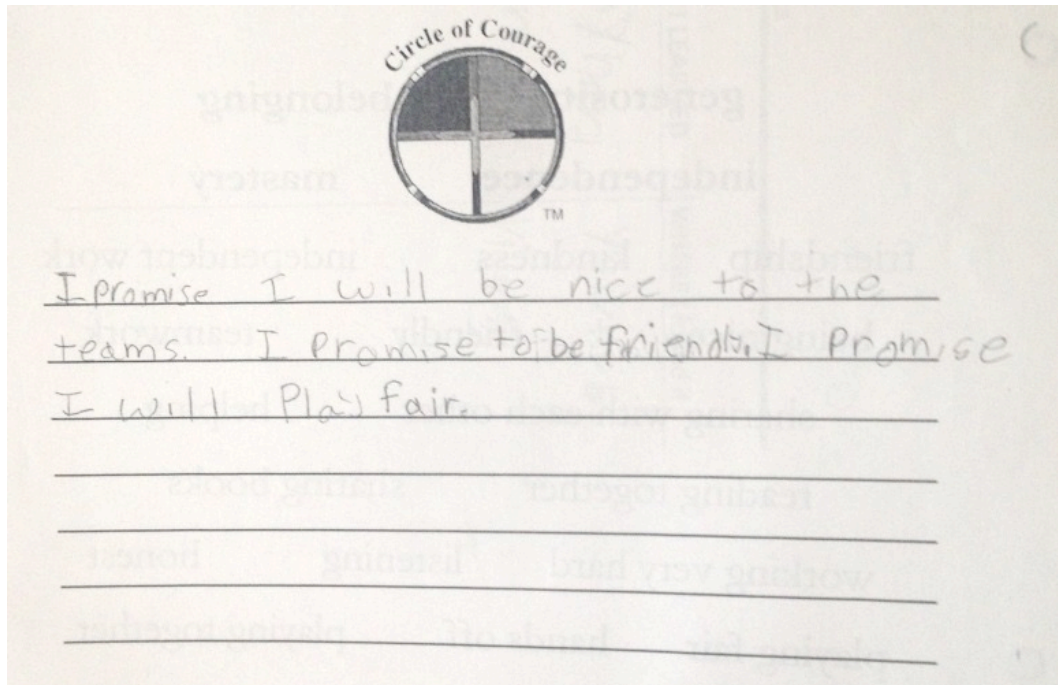 Circle of Courage
TM
I promise I will be nice to the
teams. I Promise to be friendly. I Promise
I will Play fair.